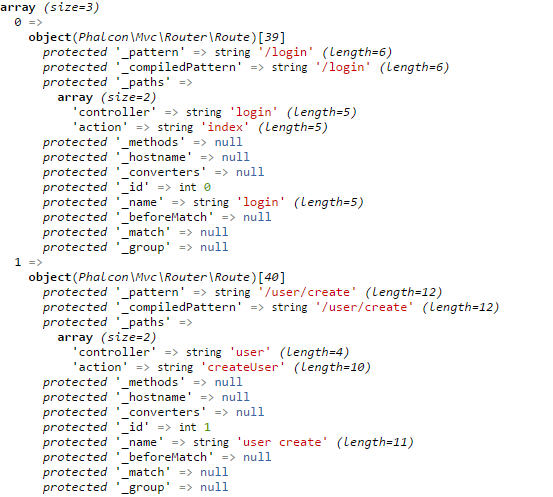 array (size=3)
  0 =>
    object(Phalcon\Mvc\Router\Route)[39]
      protected '_pattern' => string '/login' (length=6)
      protected '_compiledPattern' => string '/login' (length=6)
      protected '_paths' =>
        array (size=2)
          'controller' => string 'login' (length=5)
          'action' => string 'index' (length=5)
      protected '_methods' => null
      protected '_hostname' => null
      protected '_converters' => null
      protected '_id' => int 0
      protected '_name' => string 'login' (length=5)
      protected '_beforeMatch' => null
      protected '_match' => null
      protected '_group' => null
  1 =>
    object(Phalcon\Mvc\Router\Route)[40]
      protected '_pattern' => string '/user/create' (length=12)
      protected '_compiledPattern' => string '/user/create' (length=12)
      protected '_paths' =>
        array (size=2)
          'controller' => string 'user' (length=4)
          'action' => string 'createUser' (length=10)
      protected '_methods' => null
      protected '_hostname' => null
      protected '_converters' => null
      protected '_id' => int 1
      protected '_name' => string 'user create' (length=11)
      protected '_beforeMatch' => null
      protected '_match' => null
      protected '_group' => null